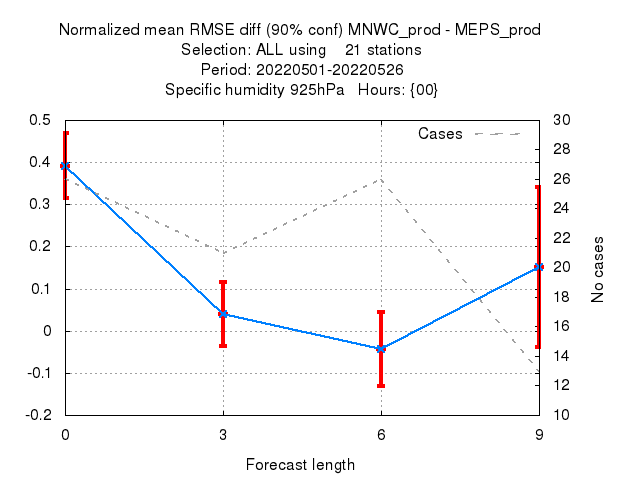 Normalized mean RMSE diff (90% conf) MNWC_prod - MEPS_prod
Selection: ALL using    21 stations
Period: 20220501-20220526
Specific humidity 925hPa   Hours: {00}
Cases
0.5
0.4
0.3
0.2
0.1
0
-0.1
-0.2
30
28
26
24
22
20
18
16
14
12
10
No cases
0 3 6 9
Forecast length